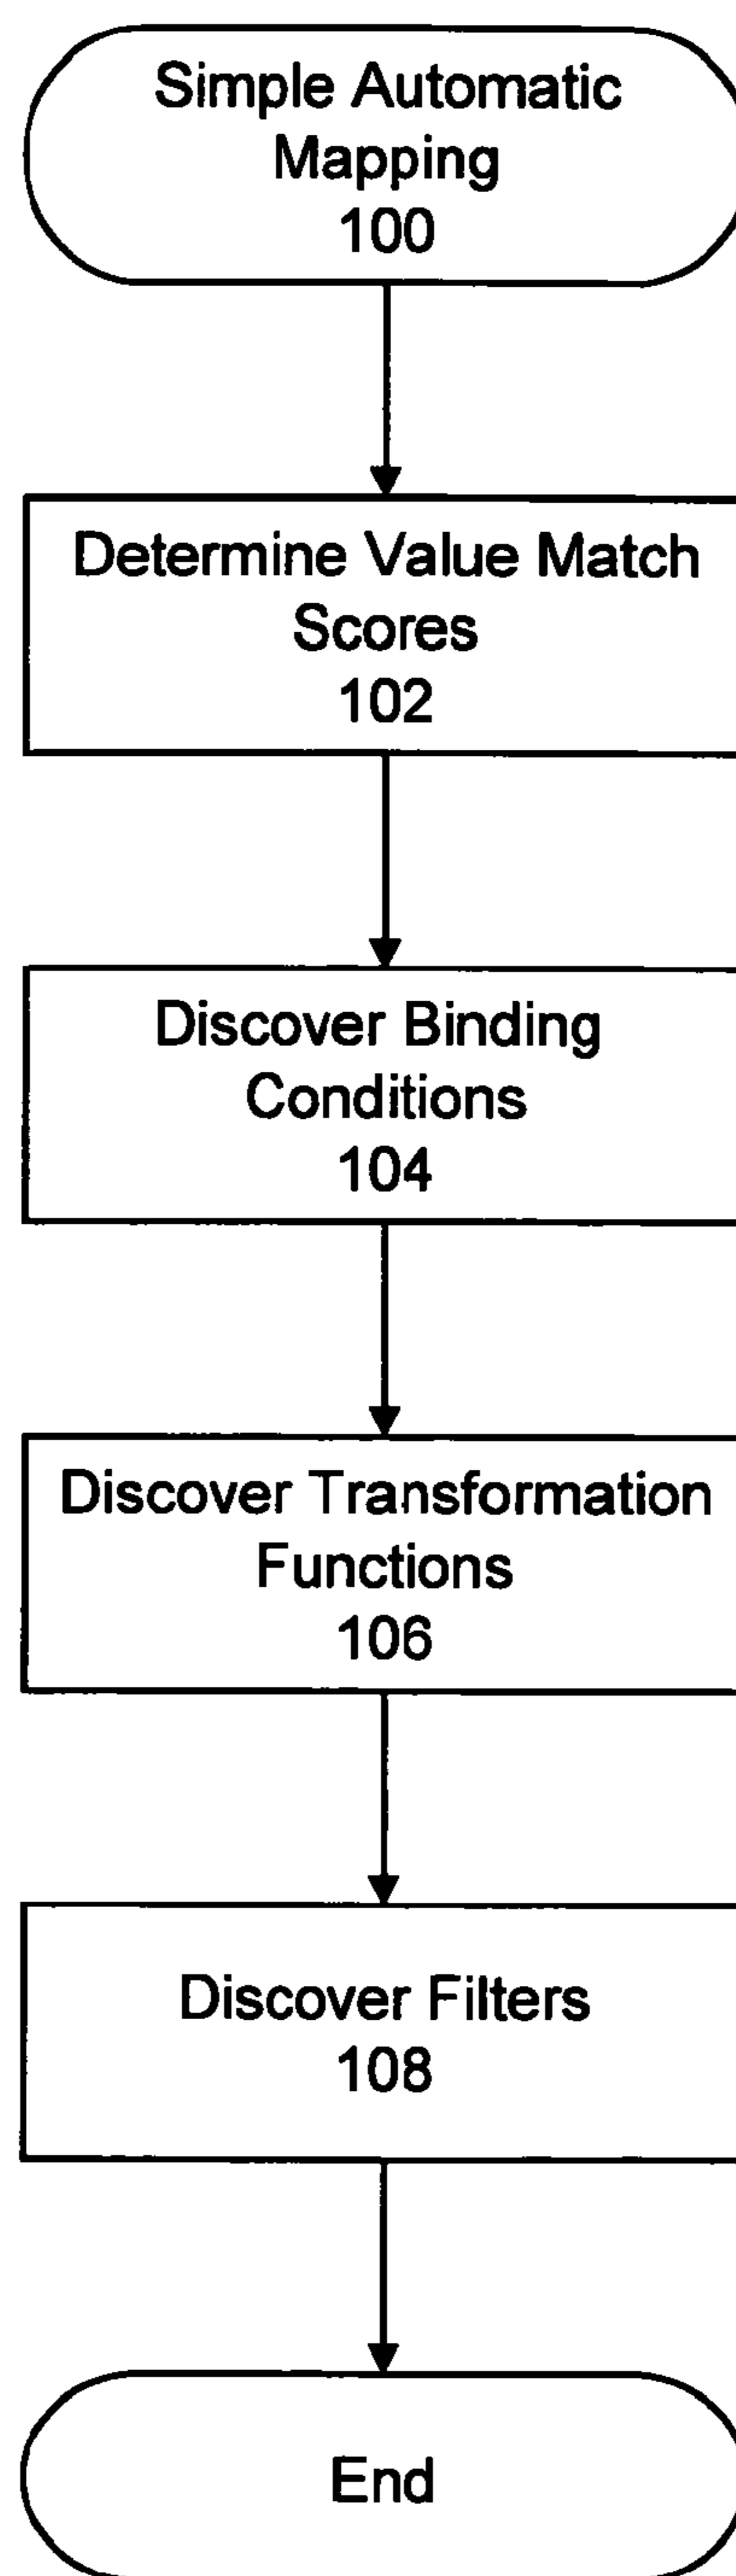 Simple Automatic
Mapping
100
Determine Value Match
Scores
102
Discover Binding
Conditions
104
Discover Transformation
Functions
106
Discover Filters
108
End